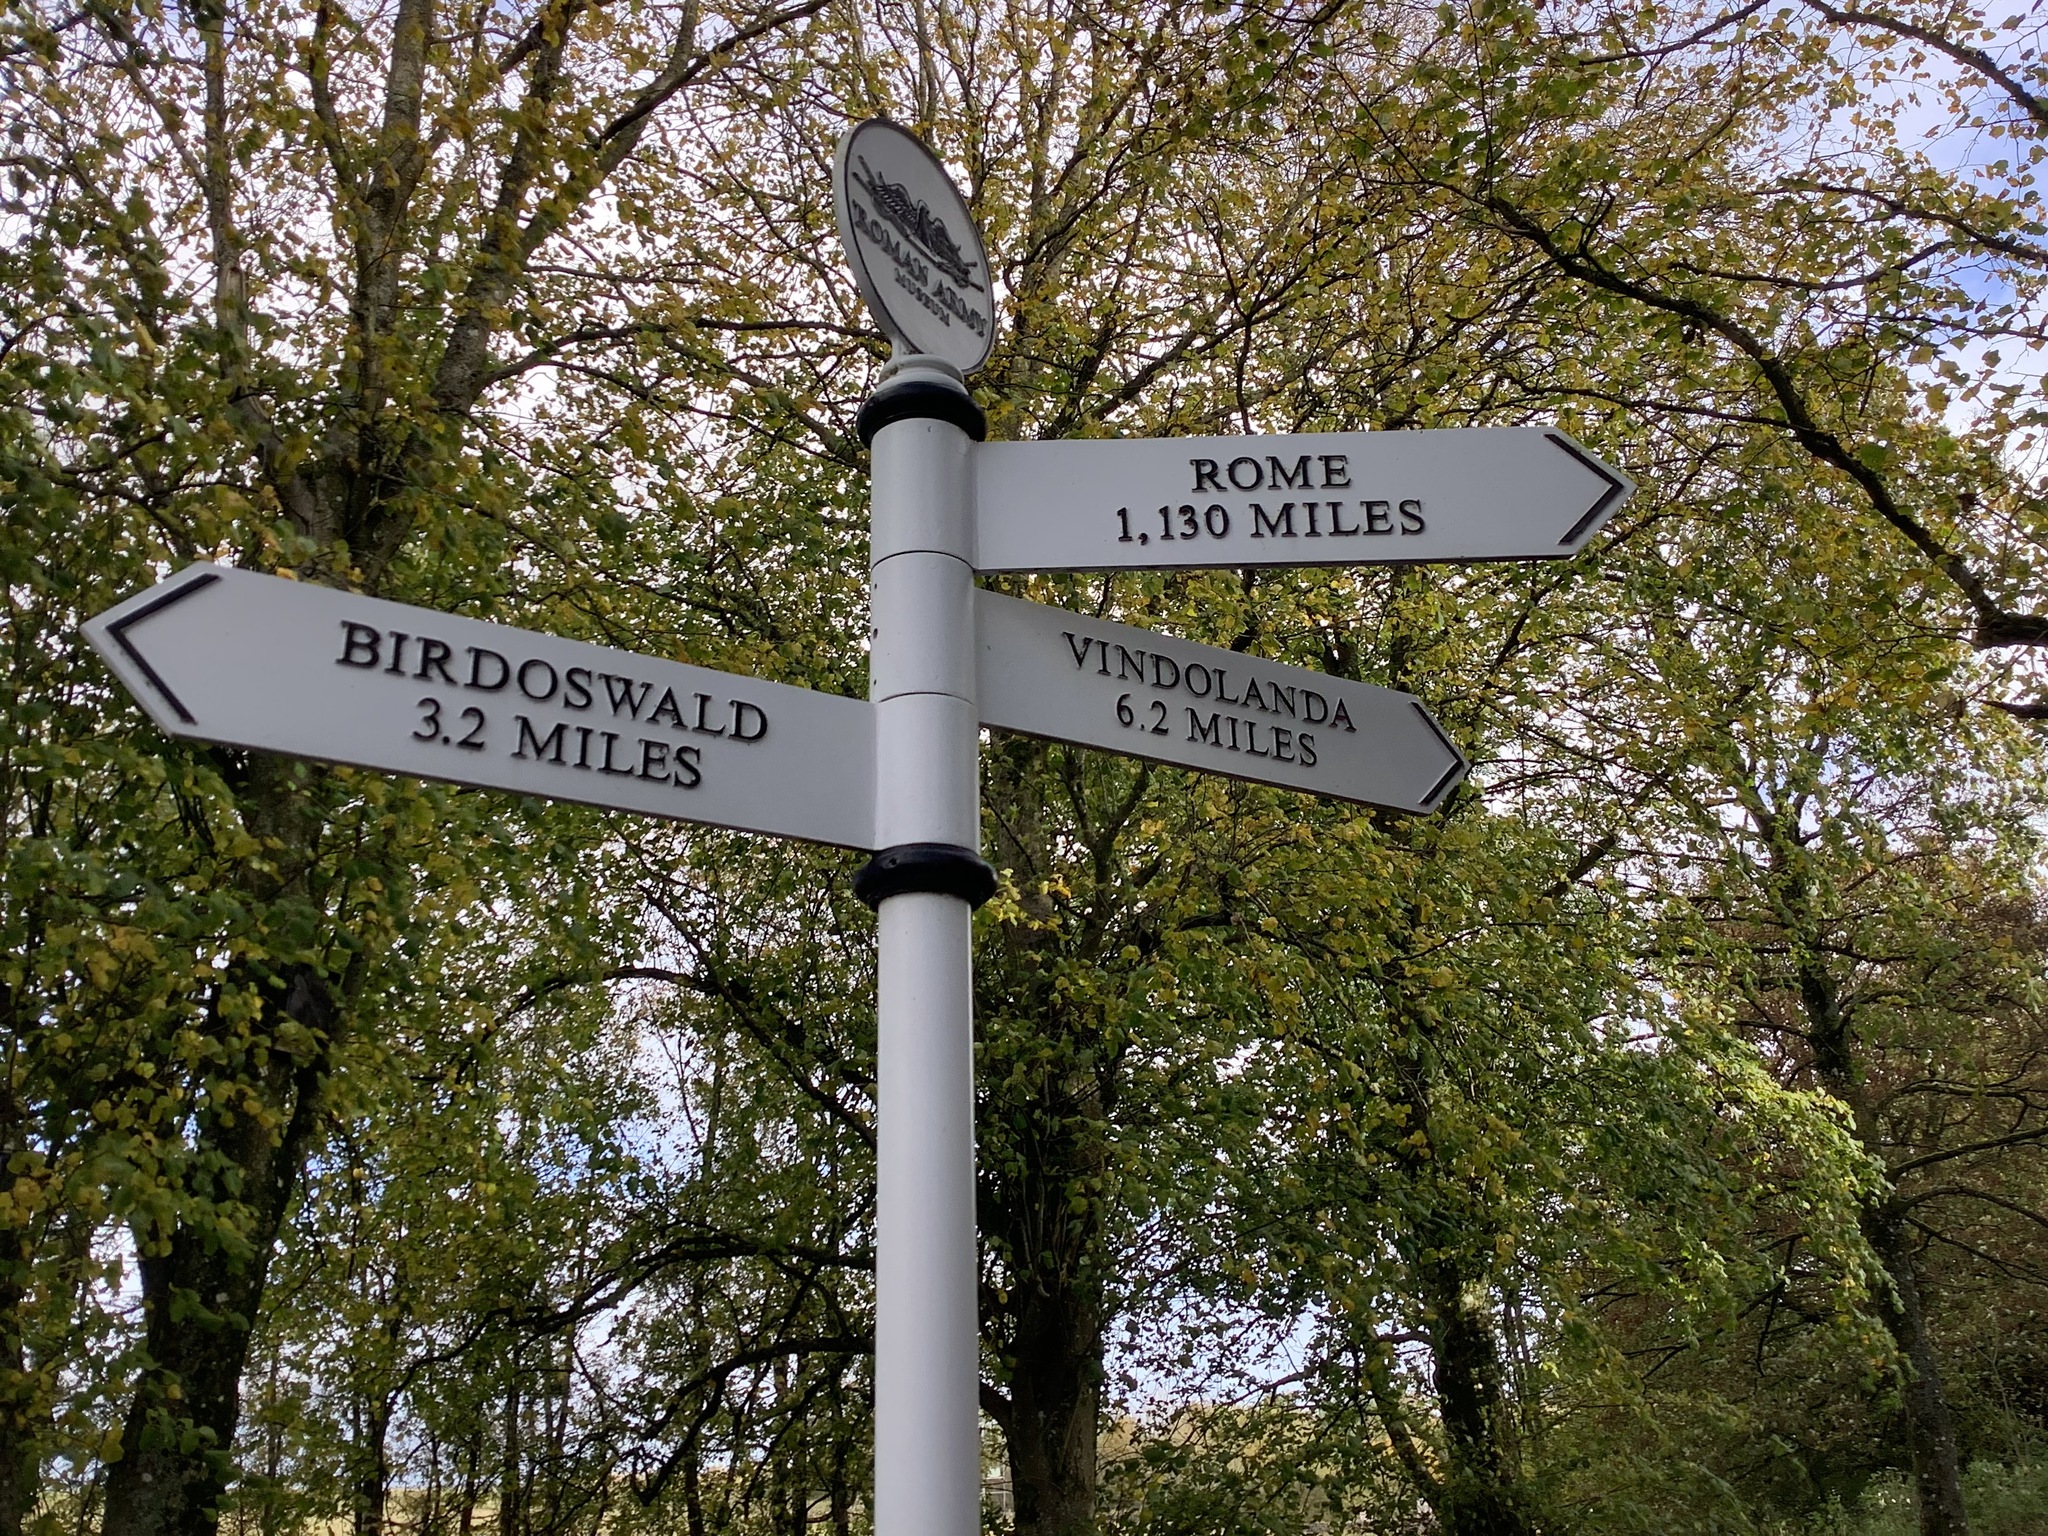 ROMAN ARMY
MUSEUM
ROME
1,130 MILES
VINDOLANDA
6.2 MILES
BIRDOSWALD
3.2 MILES